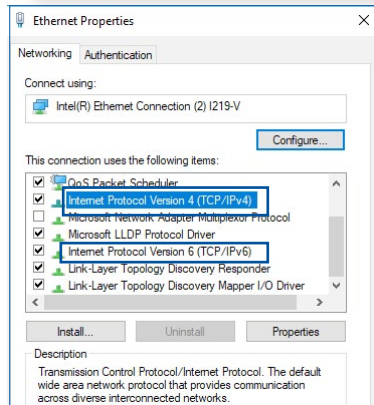 Ethernet Properties
Networking Authentication
Connect using:
Intel(R) Ethernet Connection (2) I219-V
Configure...
This connection uses the following items:
QoS Packet Scheduler
Internet Protocol Version 4 (TCP/IPv4)
Microsoft Network Adapter Multiplexor Protocol
Microsoft LLDP Protocol Driver
Internet Protocol Version 6 (TCP/IPv6)
Link-Layer Topology Discovery Responder
Link-Layer Topology Discovery Mapper I/O Driver
Install... Uninstall Properties
Description
Transmission Control Protocol/Internet Protocol. The default
wide area network protocol that provides communication
across diverse interconnected networks.